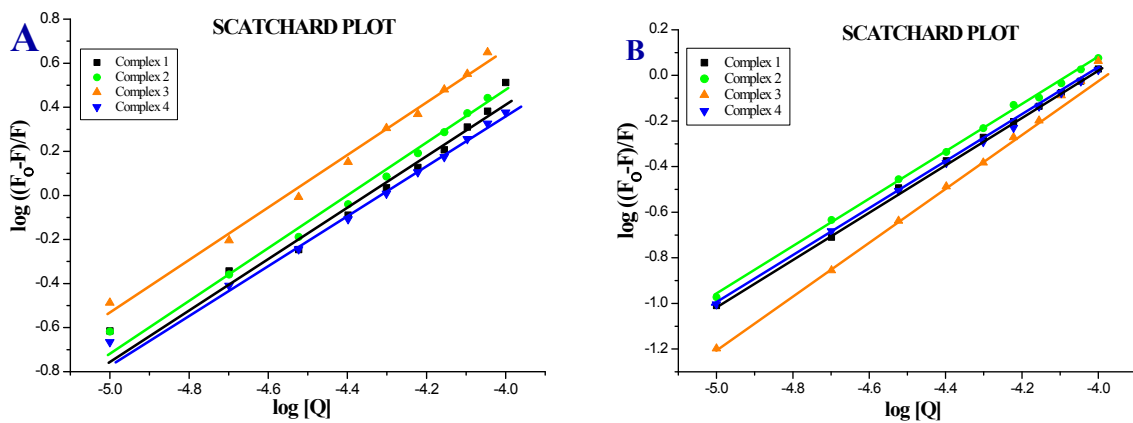 A
SCATCHARD PLOT
Complex 1
Complex 2
Complex 3
Complex 4
log ((Fo-F)/F)
0.8
0.6
0.4
0.2
0.0
-0.2
-0.4
-0.6
-0.8
-5.0 -4.8 -4.6 -4.4 -4.2 -4.0
log [Q]
B
SCATCHARD PLOT
Complex 1
Complex 2
Complex 3
Complex 4
log ((Fo-F)/F)
0.2
0.0
-0.2
-0.4
-0.6
-0.8
-1.0
-1.2
-5.0 -4.8 -4.6 -4.4 -4.2 -4.0
log [Q]